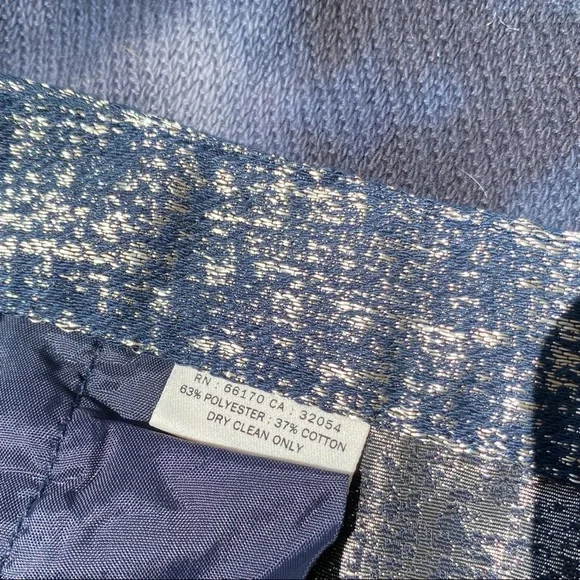 RN : 66170 CA : 32054
63% POLYESTER : 37% COTTON
DRY CLEAN ONLY